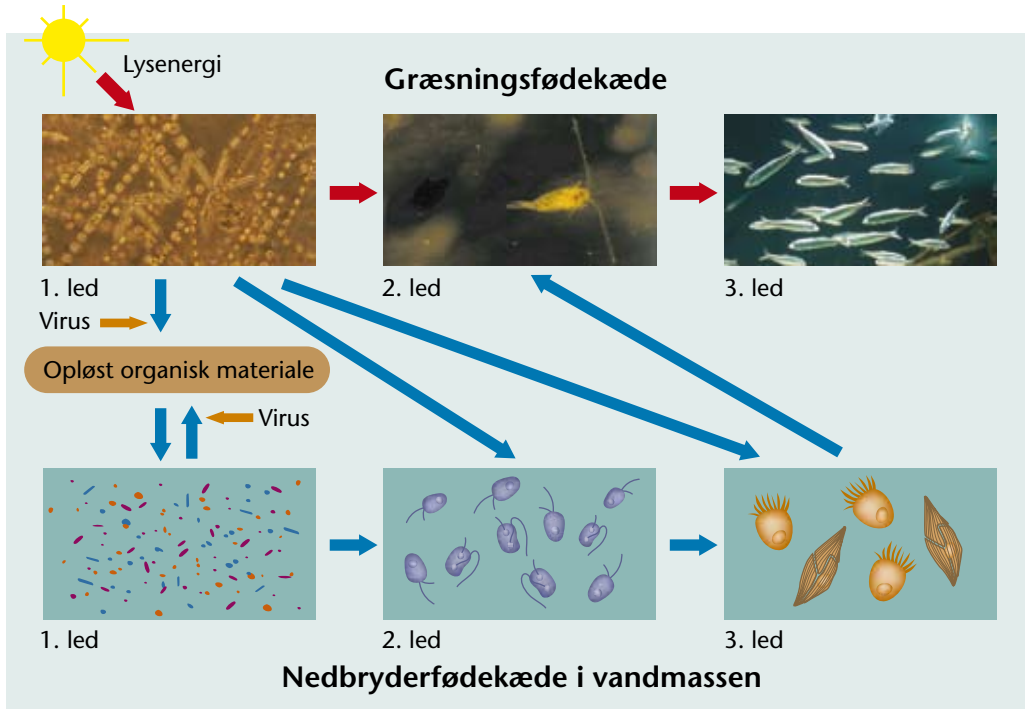 Lysenergi
Græsningsfødekæde
1. led
2. led
3. led
Virus
Opløst organisk materiale
Virus
1. led
2. led
3. led
Nedbryderfødekæde i vandmassen